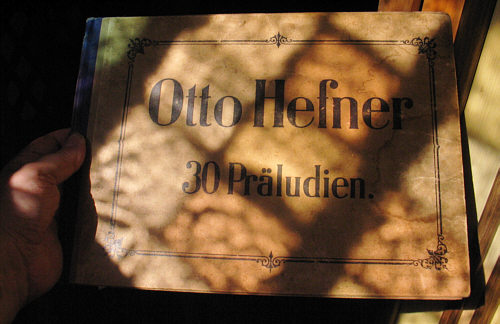 Otto Hefner
30 Präludien.